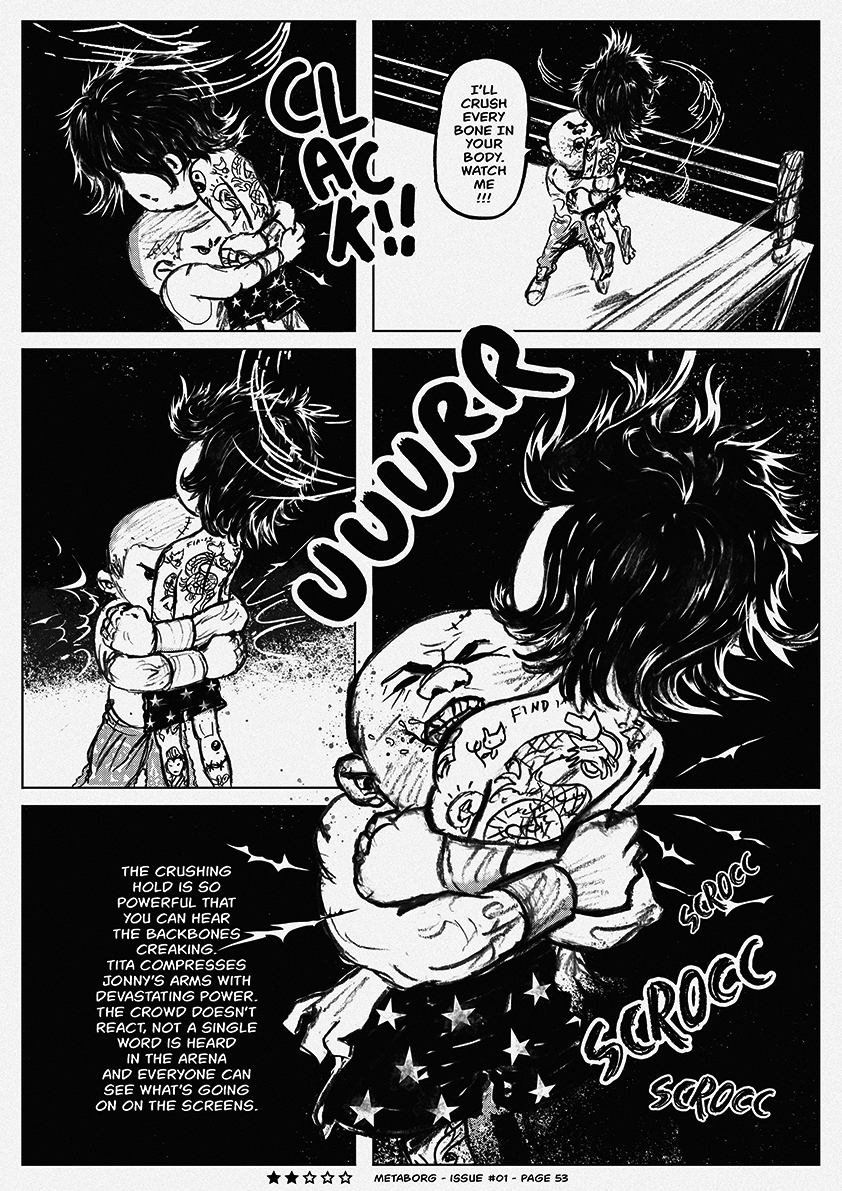 CL
AC
K!!
I'LL
CRUSH
EVERY
BONE IN
YOUR
BODY.
WATCH
ME
!!!
UUURR
FIND
THE CRUSHING
HOLD IS SO
POWERFUL THAT
YOU CAN HEAR
THE BACKBONES
CREAKING.
TITA COMPRESSES
JONNY'S ARMS WITH
DEVASTATING POWER.
THE CROWD DOESN'T
REACT, NOT A SINGLE
WORD IS HEARD
IN THE ARENA
AND EVERYONE CAN
SEE WHAT'S GOING
ON ON THE SCREENS.
SCROCC
SCROCC
SCROCC
METABORG - ISSUE #01 - PAGE 53